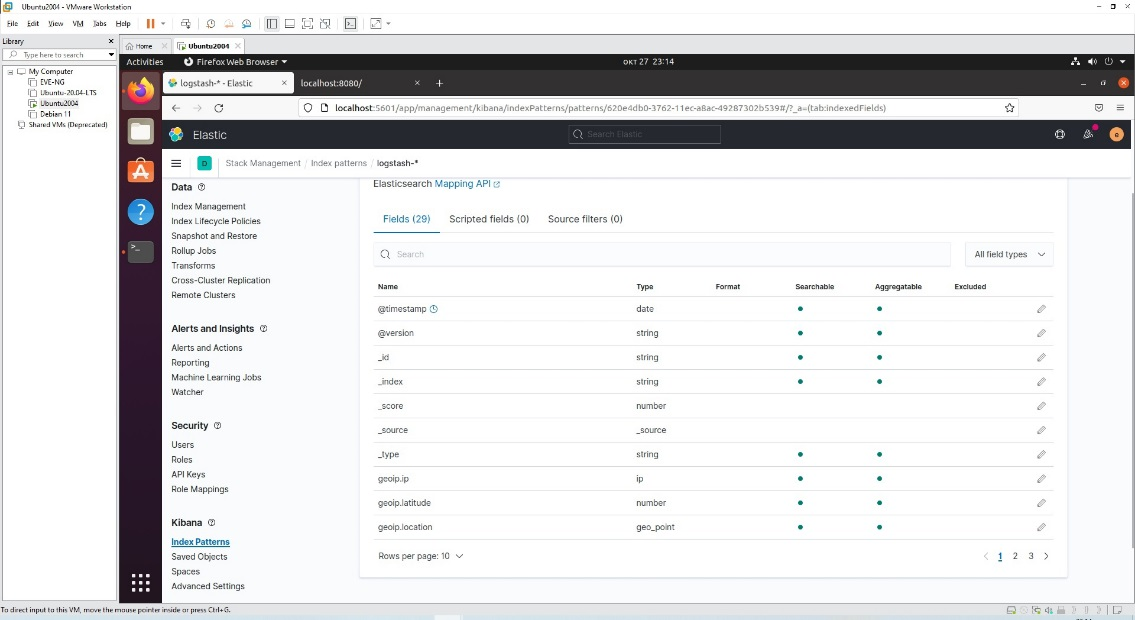 Ubuntu2004 - VMware Workstation
File Edit View VM Tabs Help
Library
Type here to search
My Computer
EVE-NG
Ubuntu-20.04-LTS
Ubuntu2004
Debian 11
Shared VMs (Deprecated)
Home Ubuntu2004
Activities Firefox Web Browser окт 27 23:14
logstash-* - Elastic localhost:8080/
localhost:5601/app/management/kibana/indexPatterns/patterns/620e4db0-3762-11ec-a8ac-49287302b539#/?_a=(tab:indexedFields)
Elastic Search Elastic e
D Stack Management / Index patterns / logstash-*
Data
Index Management
Index Lifecycle Policies
Snapshot and Restore
Rollup Jobs
Transforms
Cross-Cluster Replication
Remote Clusters
Alerts and Insights
Alerts and Actions
Reporting
Machine Learning Jobs
Watcher
Security
Users
Roles
API Keys
Role Mappings
Kibana
Index Patterns
Saved Objects
Spaces
Advanced Settings
Elasticsearch Mapping API
Fields (29) Scripted fields (0) Source filters (0)
Search All field types
Name Type Format Searchable Aggregatable Excluded
@timestamp date
@version string
_id string
_index string
_score number
_source _source
_type string
geoip.ip ip
geoip.latitude number
geoip.location geo_point
Rows per page: 10 1 2 3
To direct input to this VM, move the mouse pointer inside or press Ctrl+G.